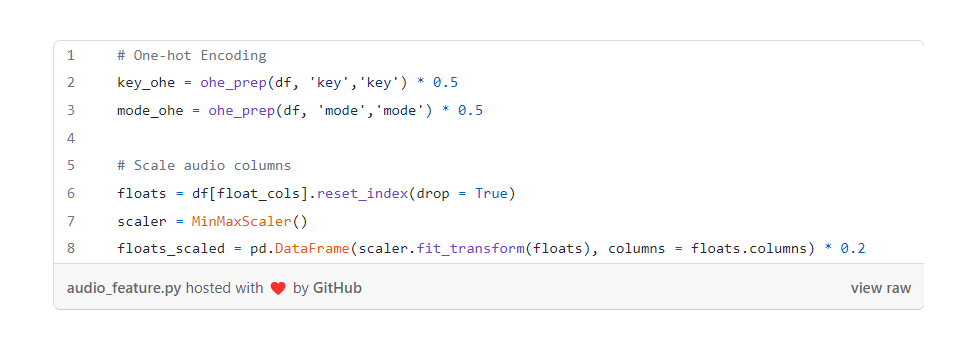 1 # One-hot Encoding
2 key_ohe = ohe_prep(df, 'key','key') * 0.5
3 mode_ohe = ohe_prep(df, 'mode','mode') * 0.5
4
5 # Scale audio columns
6 floats = df[float_cols].reset_index(drop = True)
7 scaler = MinMaxScaler()
8 floats_scaled = pd.DataFrame(scaler.fit_transform(floats), columns = floats.columns) * 0.2
audio_feature.py hosted with ❤ by GitHub view raw